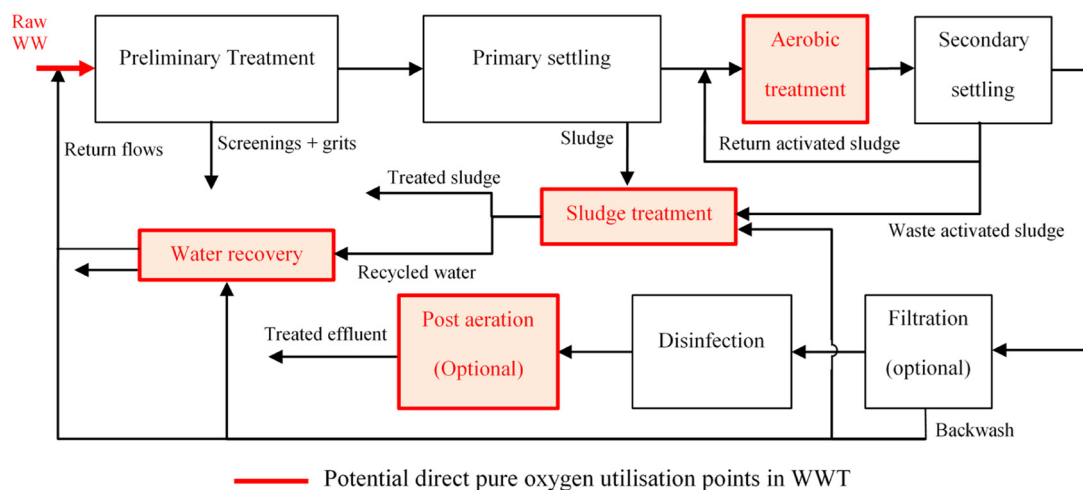 Raw
WW
Preliminary Treatment
Primary settling
Aerobic
treatment
Secondary
settling
Return flows
Screenings + grits
Sludge
Return activated sludge
Treated sludge
Sludge treatment
Waste activated sludge
Water recovery
Recycled water
Treated effluent
Post aeration
(Optional)
Disinfection
Filtration
(optional)
Backwash
Potential direct pure oxygen utilisation points in WWT